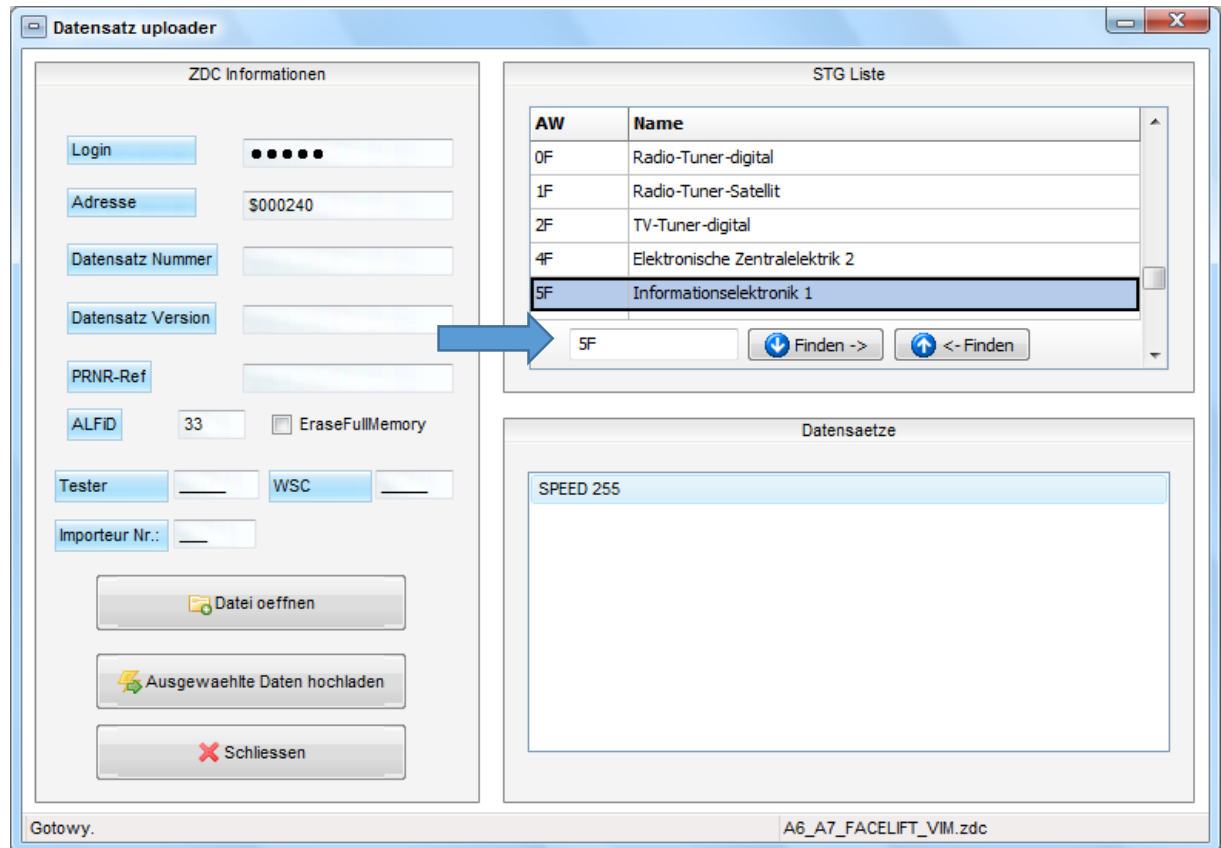 Datensatz uploader
ZDC Informationen
Login
●●●●●
Adresse
$000240
Datensatz Nummer
Datensatz Version
PRNR-Ref
ALFiD
33
EraseFullMemory
Tester
_____
WSC
_____
Importeur Nr.:
___
Datei oeffnen
Ausgewaehlte Daten hochladen
Schliessen
STG Liste
AW Name
0F Radio-Tuner-digital
1F Radio-Tuner-Satellit
2F TV-Tuner-digital
4F Elektronische Zentralelektrik 2
5F Informationselektronik 1
5F
Finden ->
<- Finden
Datensaetze
SPEED 255
Gotowy.
A6_A7_FACELIFT_VIM.zdc